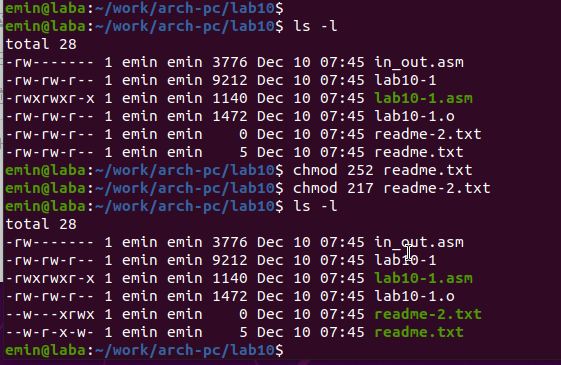 emin@laba:~/work/arch-pc/lab10$
emin@laba:~/work/arch-pc/lab10$ ls -l
total 28
-rw------- 1 emin emin 3776 Dec 10 07:45 in_out.asm
-rw-rw-r-- 1 emin emin 9212 Dec 10 07:45 lab10-1
-rwxrwxr-x 1 emin emin 1140 Dec 10 07:45 lab10-1.asm
-rw-rw-r-- 1 emin emin 1472 Dec 10 07:45 lab10-1.o
-rw-rw-r-- 1 emin emin    0 Dec 10 07:45 readme-2.txt
-rw-rw-r-- 1 emin emin    5 Dec 10 07:45 readme.txt
emin@laba:~/work/arch-pc/lab10$ chmod 252 readme.txt
emin@laba:~/work/arch-pc/lab10$ chmod 217 readme-2.txt
emin@laba:~/work/arch-pc/lab10$ ls -l
total 28
-rw------- 1 emin emin 3776 Dec 10 07:45 in_out.asm
-rw-rw-r-- 1 emin emin 9212 Dec 10 07:45 lab10-1
-rwxrwxr-x 1 emin emin 1140 Dec 10 07:45 lab10-1.asm
-rw-rw-r-- 1 emin emin 1472 Dec 10 07:45 lab10-1.o
--w---xrwx 1 emin emin    0 Dec 10 07:45 readme-2.txt
--w-r-x-w- 1 emin emin    5 Dec 10 07:45 readme.txt
emin@laba:~/work/arch-pc/lab10$